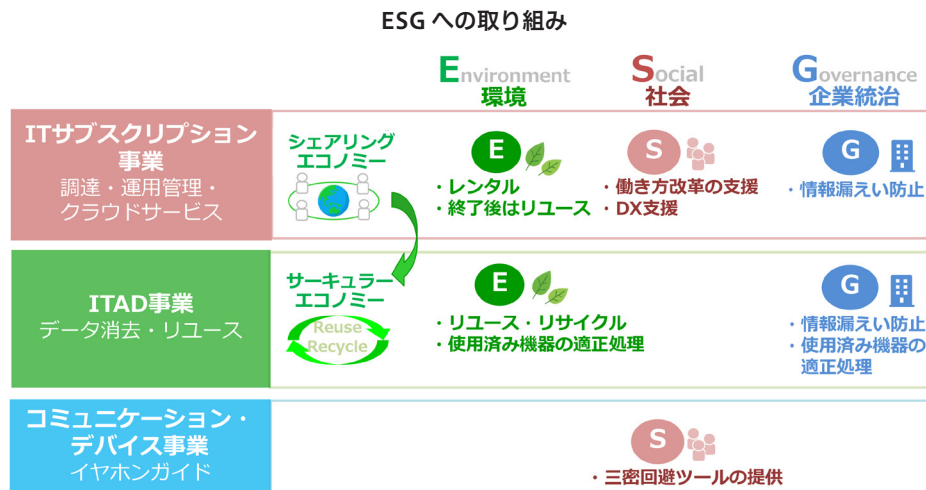 ESG への取り組み
Environment
環境
Social
社会
Governance
企業統治
ITサブスクリプション
事業
調達・運用管理・
クラウドサービス
シェアリング
エコノミー
E
・レンタル
・終了後はリユース
S
・働き方改革の支援
・DX支援
G
・情報漏えい防止
ITAD事業
データ消去・リユース
サーキュラー
エコノミー
Reuse
Recycle
E
・リユース・リサイクル
・使用済み機器の適正処理
G
・情報漏えい防止
・使用済み機器の
適正処理
コミュニケーション・
デバイス事業
イヤホンガイド
S
・三密回避ツールの提供